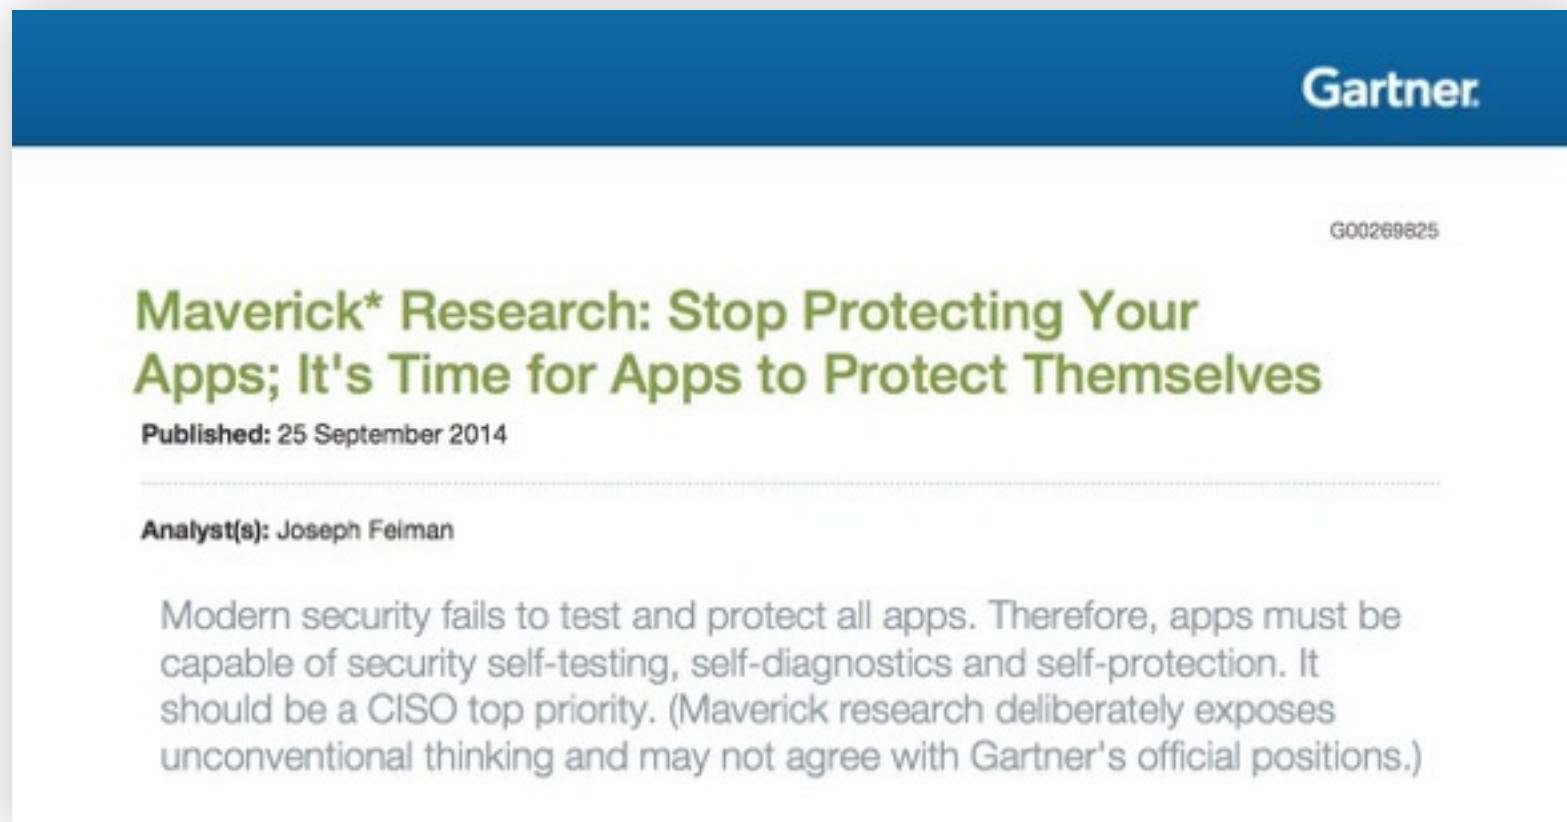 Gartner.
G00269825
Maverick* Research: Stop Protecting Your
Apps; It's Time for Apps to Protect Themselves
Published: 25 September 2014
Analyst(s): Joseph Feiman
Modern security fails to test and protect all apps. Therefore, apps must be
capable of security self-testing, self-diagnostics and self-protection. It
should be a CISO top priority. (Maverick research deliberately exposes
unconventional thinking and may not agree with Gartner's official positions.)